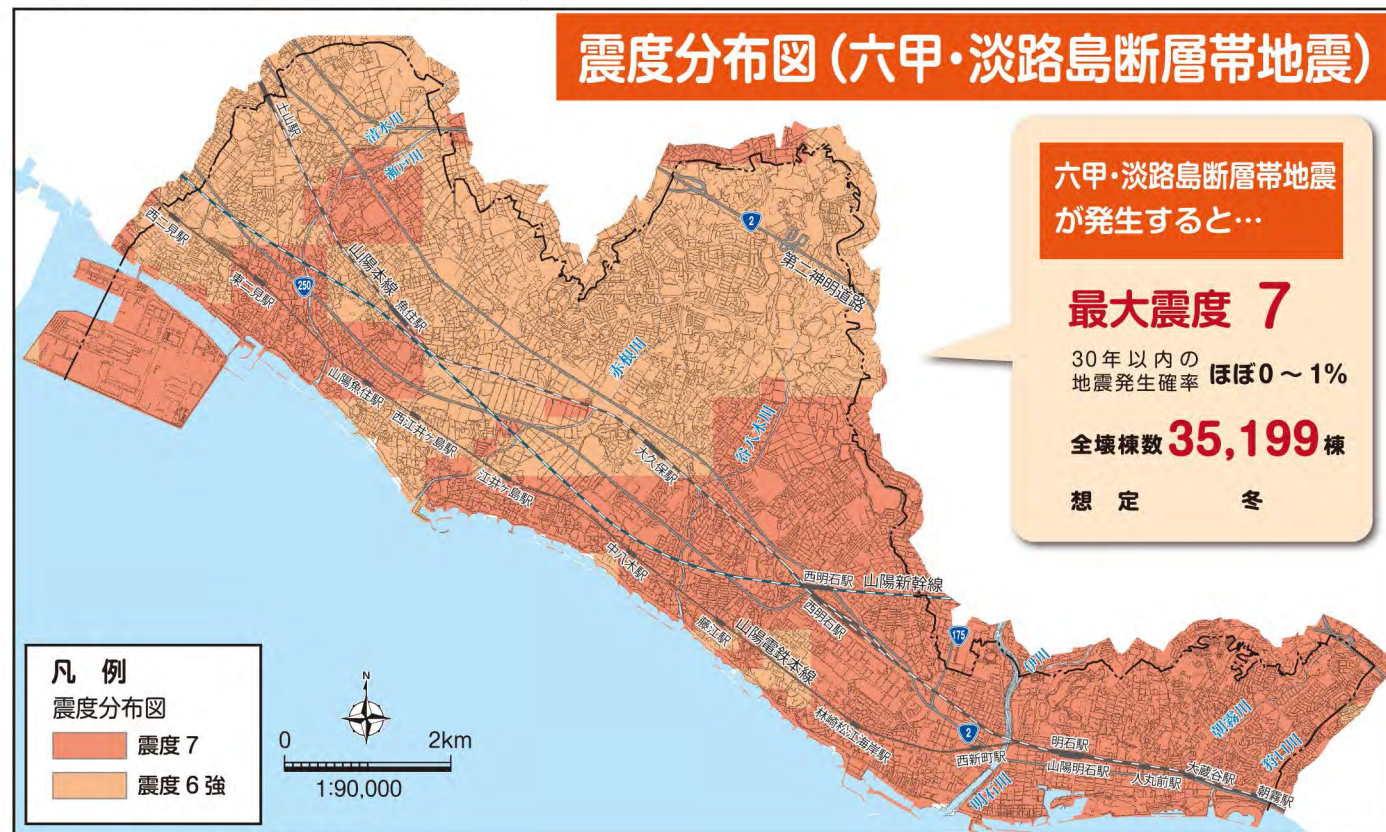 震度分布図(六甲・淡路島断層帯地震)
六甲・淡路島断層帯地震
が発生すると…
最大震度 7
30年以内の
地震発生確率 ほぼ0~1%
全壊棟数 35,199 棟
想定 冬
土山駅
清水川
瀬戸川
西二見駅
東二見駅
250
山陽本線
魚住駅
山陽魚住駅
西江井ヶ島駅
江井ヶ島駅
赤根川
2
第二神明道路
谷八木川
大久保駅
中八木駅
藤江駅
山陽電鉄本線
西明石駅
山陽新幹線
西明石駅
175
伊川
林崎松江海岸駅
2
西新町駅
明石駅
山陽明石駅
明石川
人丸前駅
大蔵谷駅
朝霧駅
朝霧川
狩口川
凡例
震度分布図
震度7
震度6強
N
0 2km
1:90,000